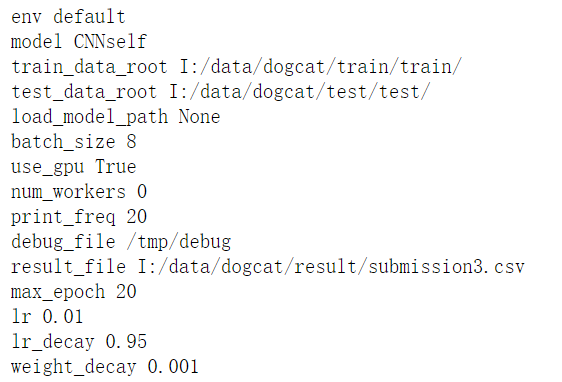 env default
model CNNself
train_data_root I:/data/dogcat/train/train/
test_data_root I:/data/dogcat/test/test/
load_model_path None
batch_size 8
use_gpu True
num_workers 0
print_freq 20
debug_file /tmp/debug
result_file I:/data/dogcat/result/submission3.csv
max_epoch 20
lr 0.01
lr_decay 0.95
weight_decay 0.001